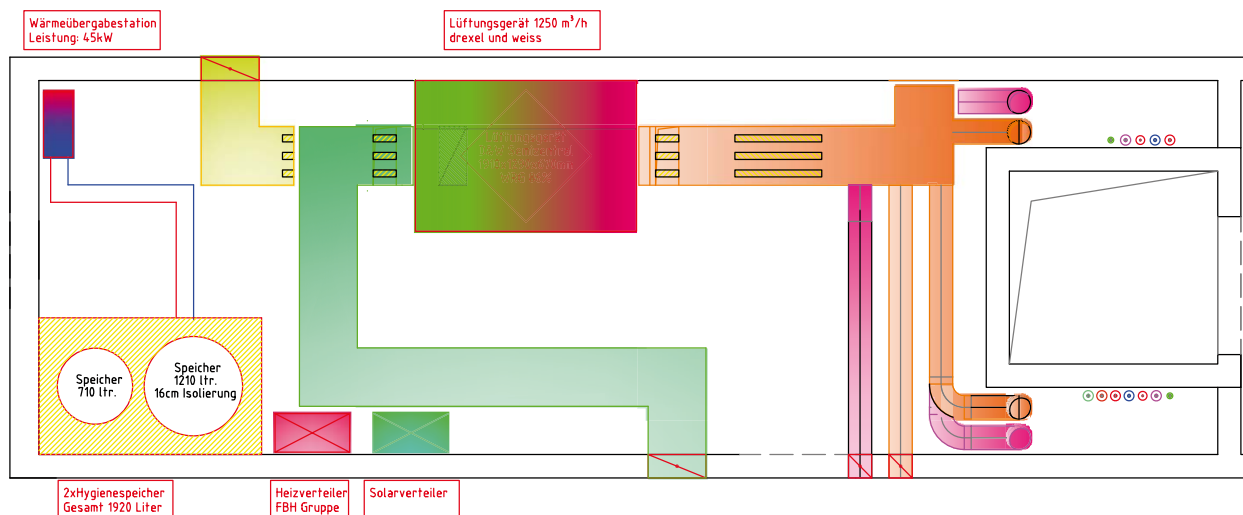 Wärmeübergabestation
Leistung: 45kW
Lüftungsgerät 1250 m³/h
drexel und weiss
Speicher
710 ltr.
Speicher
1210 ltr.
16cm Isolierung
2xHygienespeicher
Gesamt 1920 Liter
Heizverteiler
FBH Gruppe
Solarverteiler